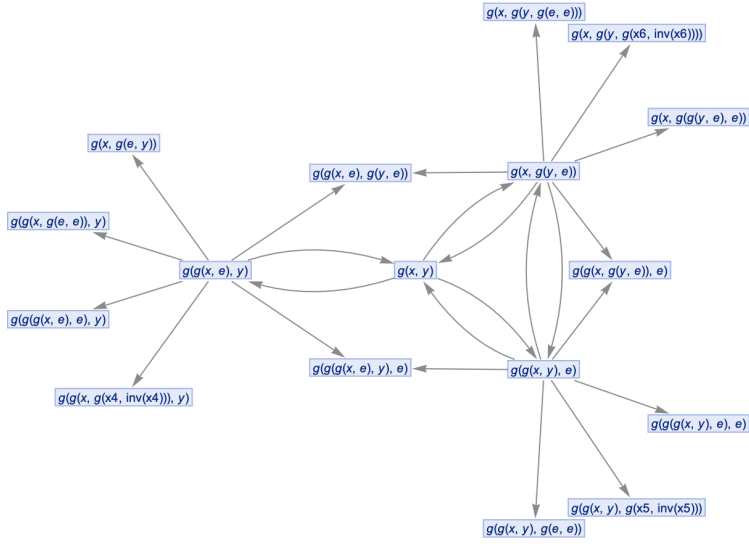 g(x, g(y, g(e, e)))
g(x, g(y, g(x6, inv(x6))))
g(x, g(g(y, e), e))
g(x, g(e, y))
g(g(x, e), g(y, e))
g(x, g(y, e))
g(g(x, g(e, e)), y)
g(g(x, e), y)
g(x, y)
g(g(x, g(y, e)), e)
g(g(g(x, e), e), y)
g(g(g(x, e), y), e)
g(g(x, y), e)
g(g(x, g(x4, inv(x4))), y)
g(g(g(x, y), e), e)
g(g(x, y), g(x5, inv(x5)))
g(g(x, y), g(e, e))